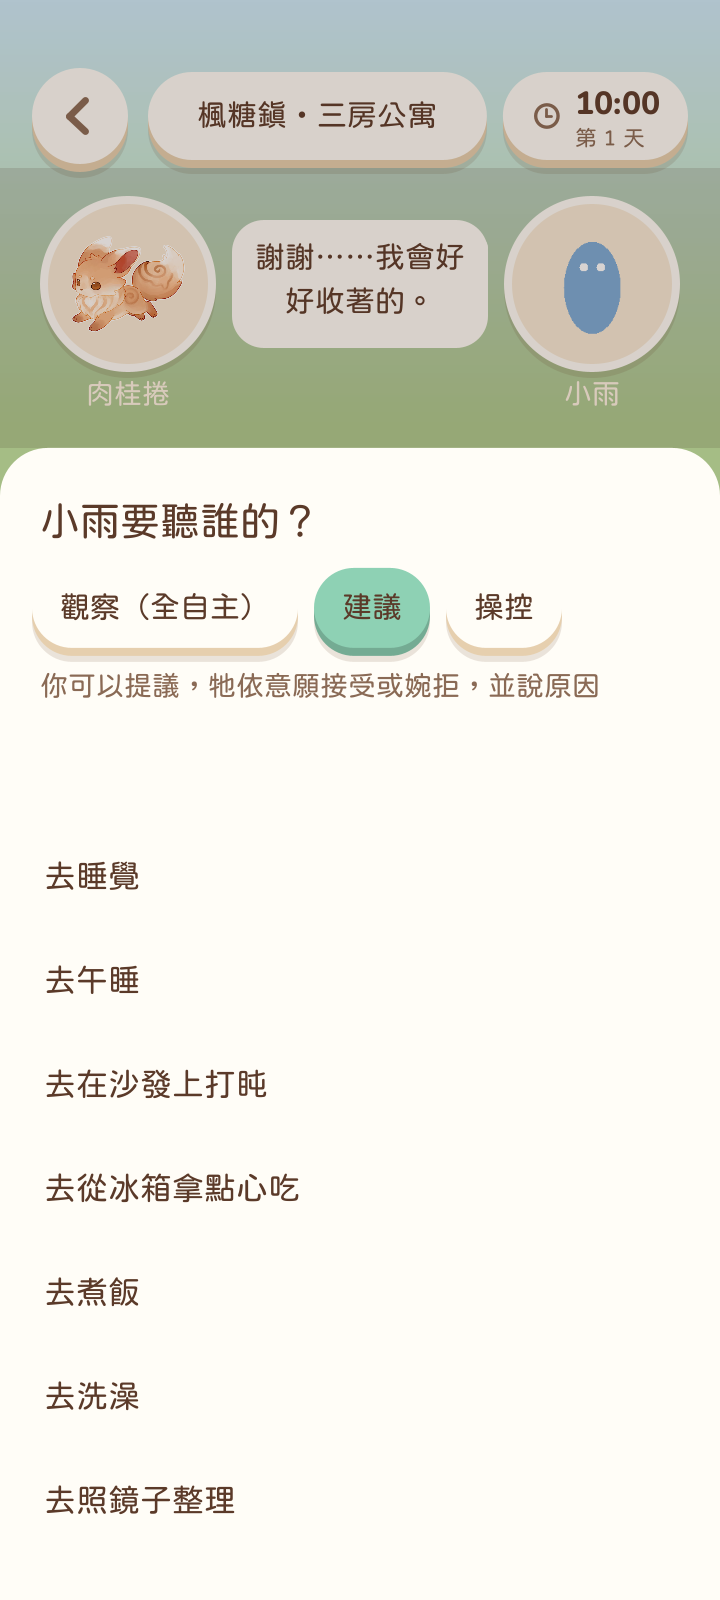 楓糖鎮・三房公寓
10:00
第 1 天
謝謝……我會好
好收著的。
肉桂捲
小雨
小雨要聽誰的？
觀察（全自主）
建議
操控
你可以提議，牠依意願接受或婉拒，並說原因
去睡覺
去午睡
去在沙發上打盹
去從冰箱拿點心吃
去煮飯
去洗澡
去照鏡子整理